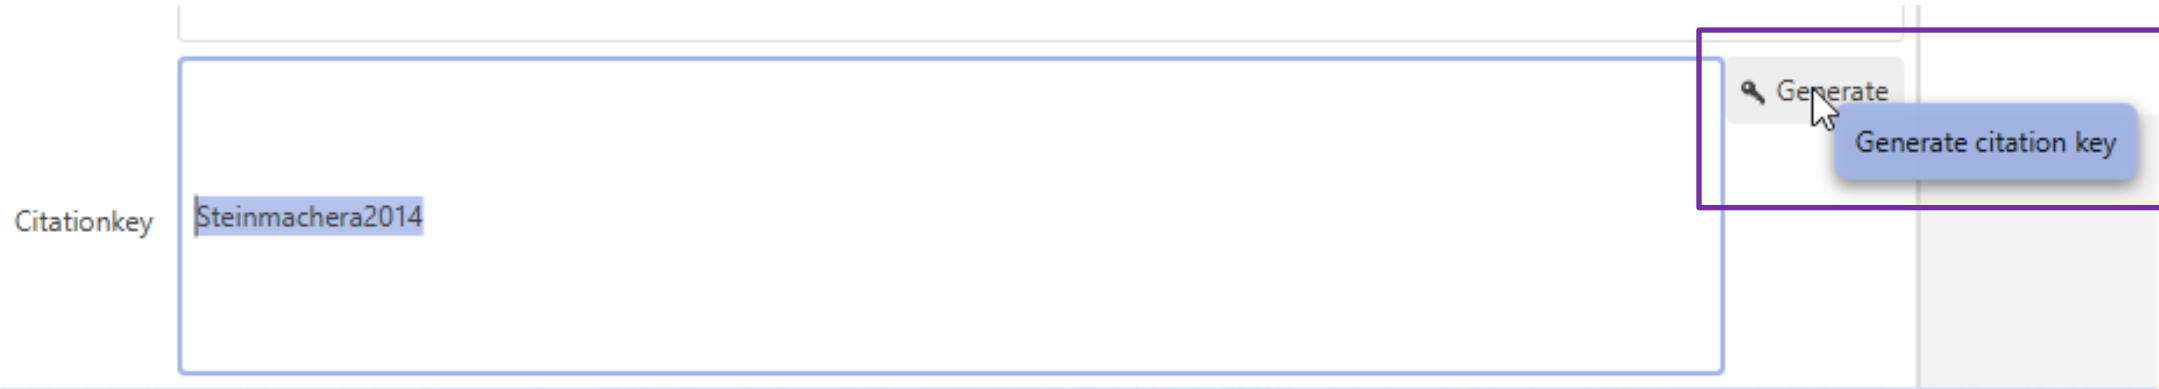 Generate
Generate citation key
Citationkey
Steinmachera2014